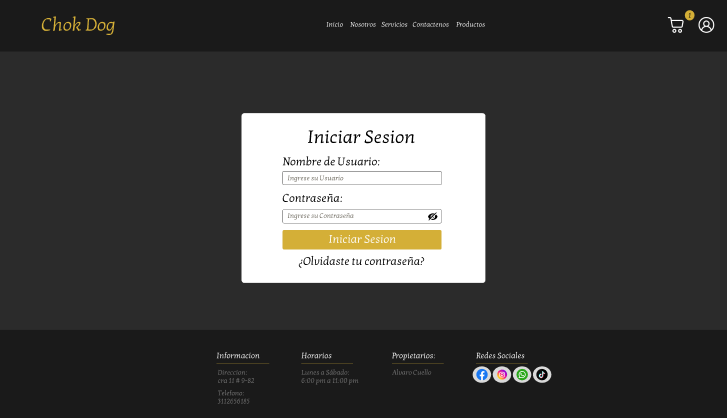 Chok Dog
Inicio Nosotros Servicios Contactenos Productos
1
Iniciar Sesion
Nombre de Usuario:
Ingrese su Usuario
Contraseña:
Ingrese su Contraseña
Iniciar Sesion
¿Olvidaste tu contraseña?
Informacion
Direccion:
cra 11 # 9-82
Telefono:
3112656185
Horarios
Lunes a Sábado:
6:00 pm a 11:00 pm
Propietarios:
Alvaro Cuello
Redes Sociales